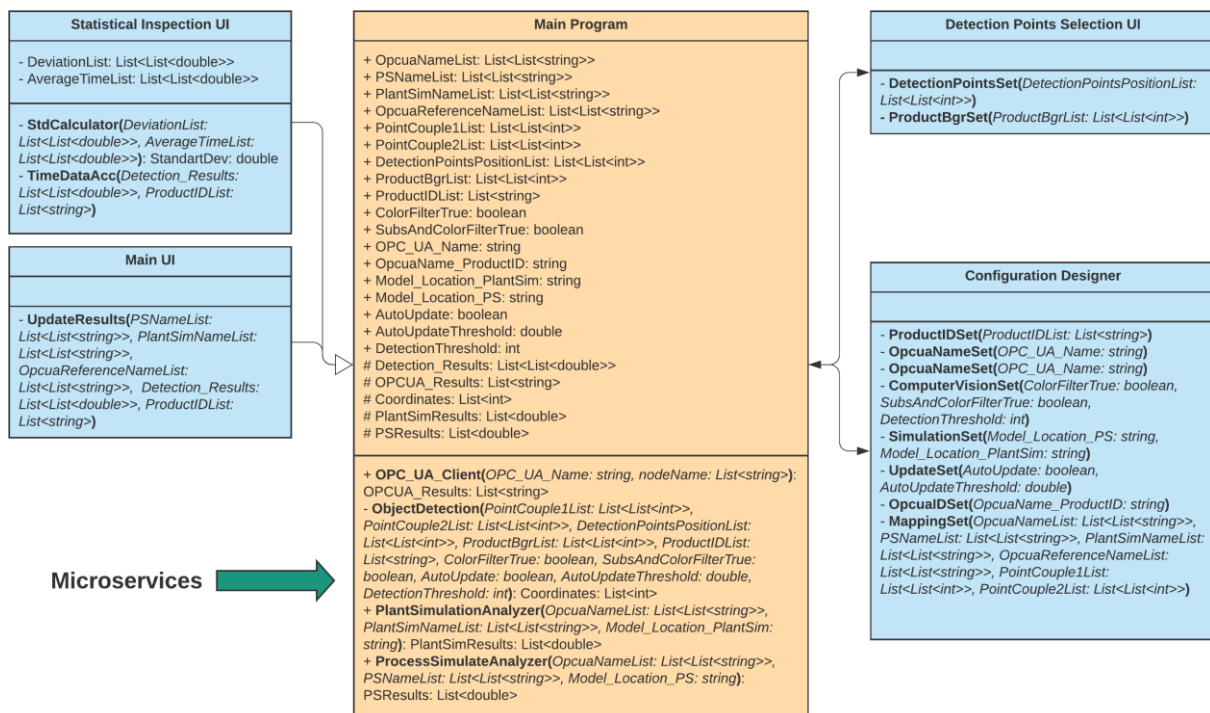 Statistical Inspection UI
- DeviationList: List<List<double>>
- AverageTimeList: List<List<double>>
- StdCalculator(DeviationList:
List<List<double>>, AverageTimeList:
List<List<double>>): StandartDev: double
- TimeDataAcc(Detection_Results:
List<List<double>>, ProductIDList:
List<string>)
Main UI
- UpdateResults(PSNameList:
List<List<string>>, PlantSimNameList:
List<List<string>>,
OpcuaReferenceNameList:
List<List<string>>, Detection_Results:
List<List<double>>, ProductIDList:
List<string>)
Microservices
Main Program
+ OpcuaNameList: List<List<string>>
+ PSNameList: List<List<string>>
+ PlantSimNameList: List<List<string>>
+ OpcuaReferenceNameList: List<List<string>>
+ PointCouple1List: List<List<int>>
+ PointCouple2List: List<List<int>>
+ DetectionPointsPositionList: List<List<int>>
+ ProductBgrList: List<List<int>>
+ ProductIDList: List<string>
+ ColorFilterTrue: boolean
+ SubsAndColorFilterTrue: boolean
+ OPC_UA_Name: string
+ OpcuaName_ProductID: string
+ Model_Location_PlantSim: string
+ Model_Location_PS: string
+ AutoUpdate: boolean
+ AutoUpdateThreshold: double
+ DetectionThreshold: int
# Detection_Results: List<List<double>>
# OPCUA_Results: List<string>
# Coordinates: List<int>
# PlantSimResults: List<double>
# PSResults: List<double>
+ OPC_UA_Client(OPC_UA_Name: string, nodeName: List<string>):
OPCUA_Results: List<string>
- ObjectDetection(PointCouple1List: List<List<int>>,
PointCouple2List: List<List<int>>, DetectionPointsPositionList:
List<List<int>>, ProductBgrList: List<List<int>>, ProductIDList:
List<string>, ColorFilterTrue: boolean, SubsAndColorFilterTrue:
boolean, AutoUpdate: boolean, AutoUpdateThreshold: double,
DetectionThreshold: int): Coordinates: List<int>
+ PlantSimulationAnalyzer(OpcuaNameList: List<List<string>>,
PlantSimNameList: List<List<string>>, Model_Location_PlantSim:
string): PlantSimResults: List<double>
+ ProcessSimulateAnalyzer(OpcuaNameList: List<List<string>>,
PSNameList: List<List<string>>, Model_Location_PS: string):
PSResults: List<double>
Detection Points Selection UI
- DetectionPointsSet(DetectionPointsPositionList:
List<List<int>>)
- ProductBgrSet(ProductBgrList: List<List<int>>)
Configuration Designer
- ProductIDSet(ProductIDList: List<string>)
- OpcuaNameSet(OPC_UA_Name: string)
- OpcuaNameSet(OPC_UA_Name: string)
- ComputerVisionSet(ColorFilterTrue: boolean,
SubsAndColorFilterTrue: boolean,
DetectionThreshold: int)
- SimulationSet(Model_Location_PS: string,
Model_Location_PlantSim: string)
- UpdateSet(AutoUpdate: boolean,
AutoUpdateThreshold: double)
- OpcuaIDSet(OpcuaName_ProductID: string)
- MappingSet(OpcuaNameList: List<List<string>>,
PSNameList: List<List<string>>, PlantSimNameList:
List<List<string>>, OpcuaReferenceNameList:
List<List<string>>, PointCouple1List:
List<List<int>>, PointCouple2List: List<List<int>>)